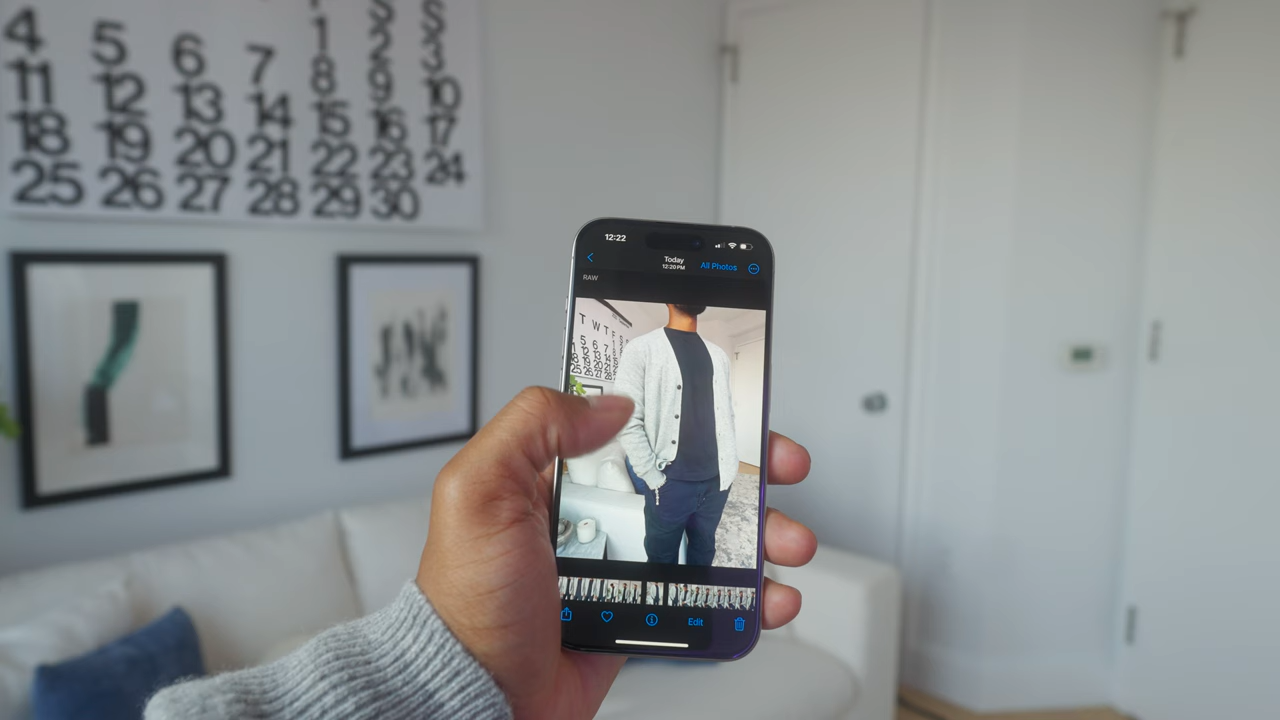 1 2 3
4 5 6 7 8 9 10
11 12 13 14 15 16 17
18 19 20 21 22 23 24
25 26 27 28 29 30
12:22
Today
12:20 PM
All Photos
RAW
T W T
Edit